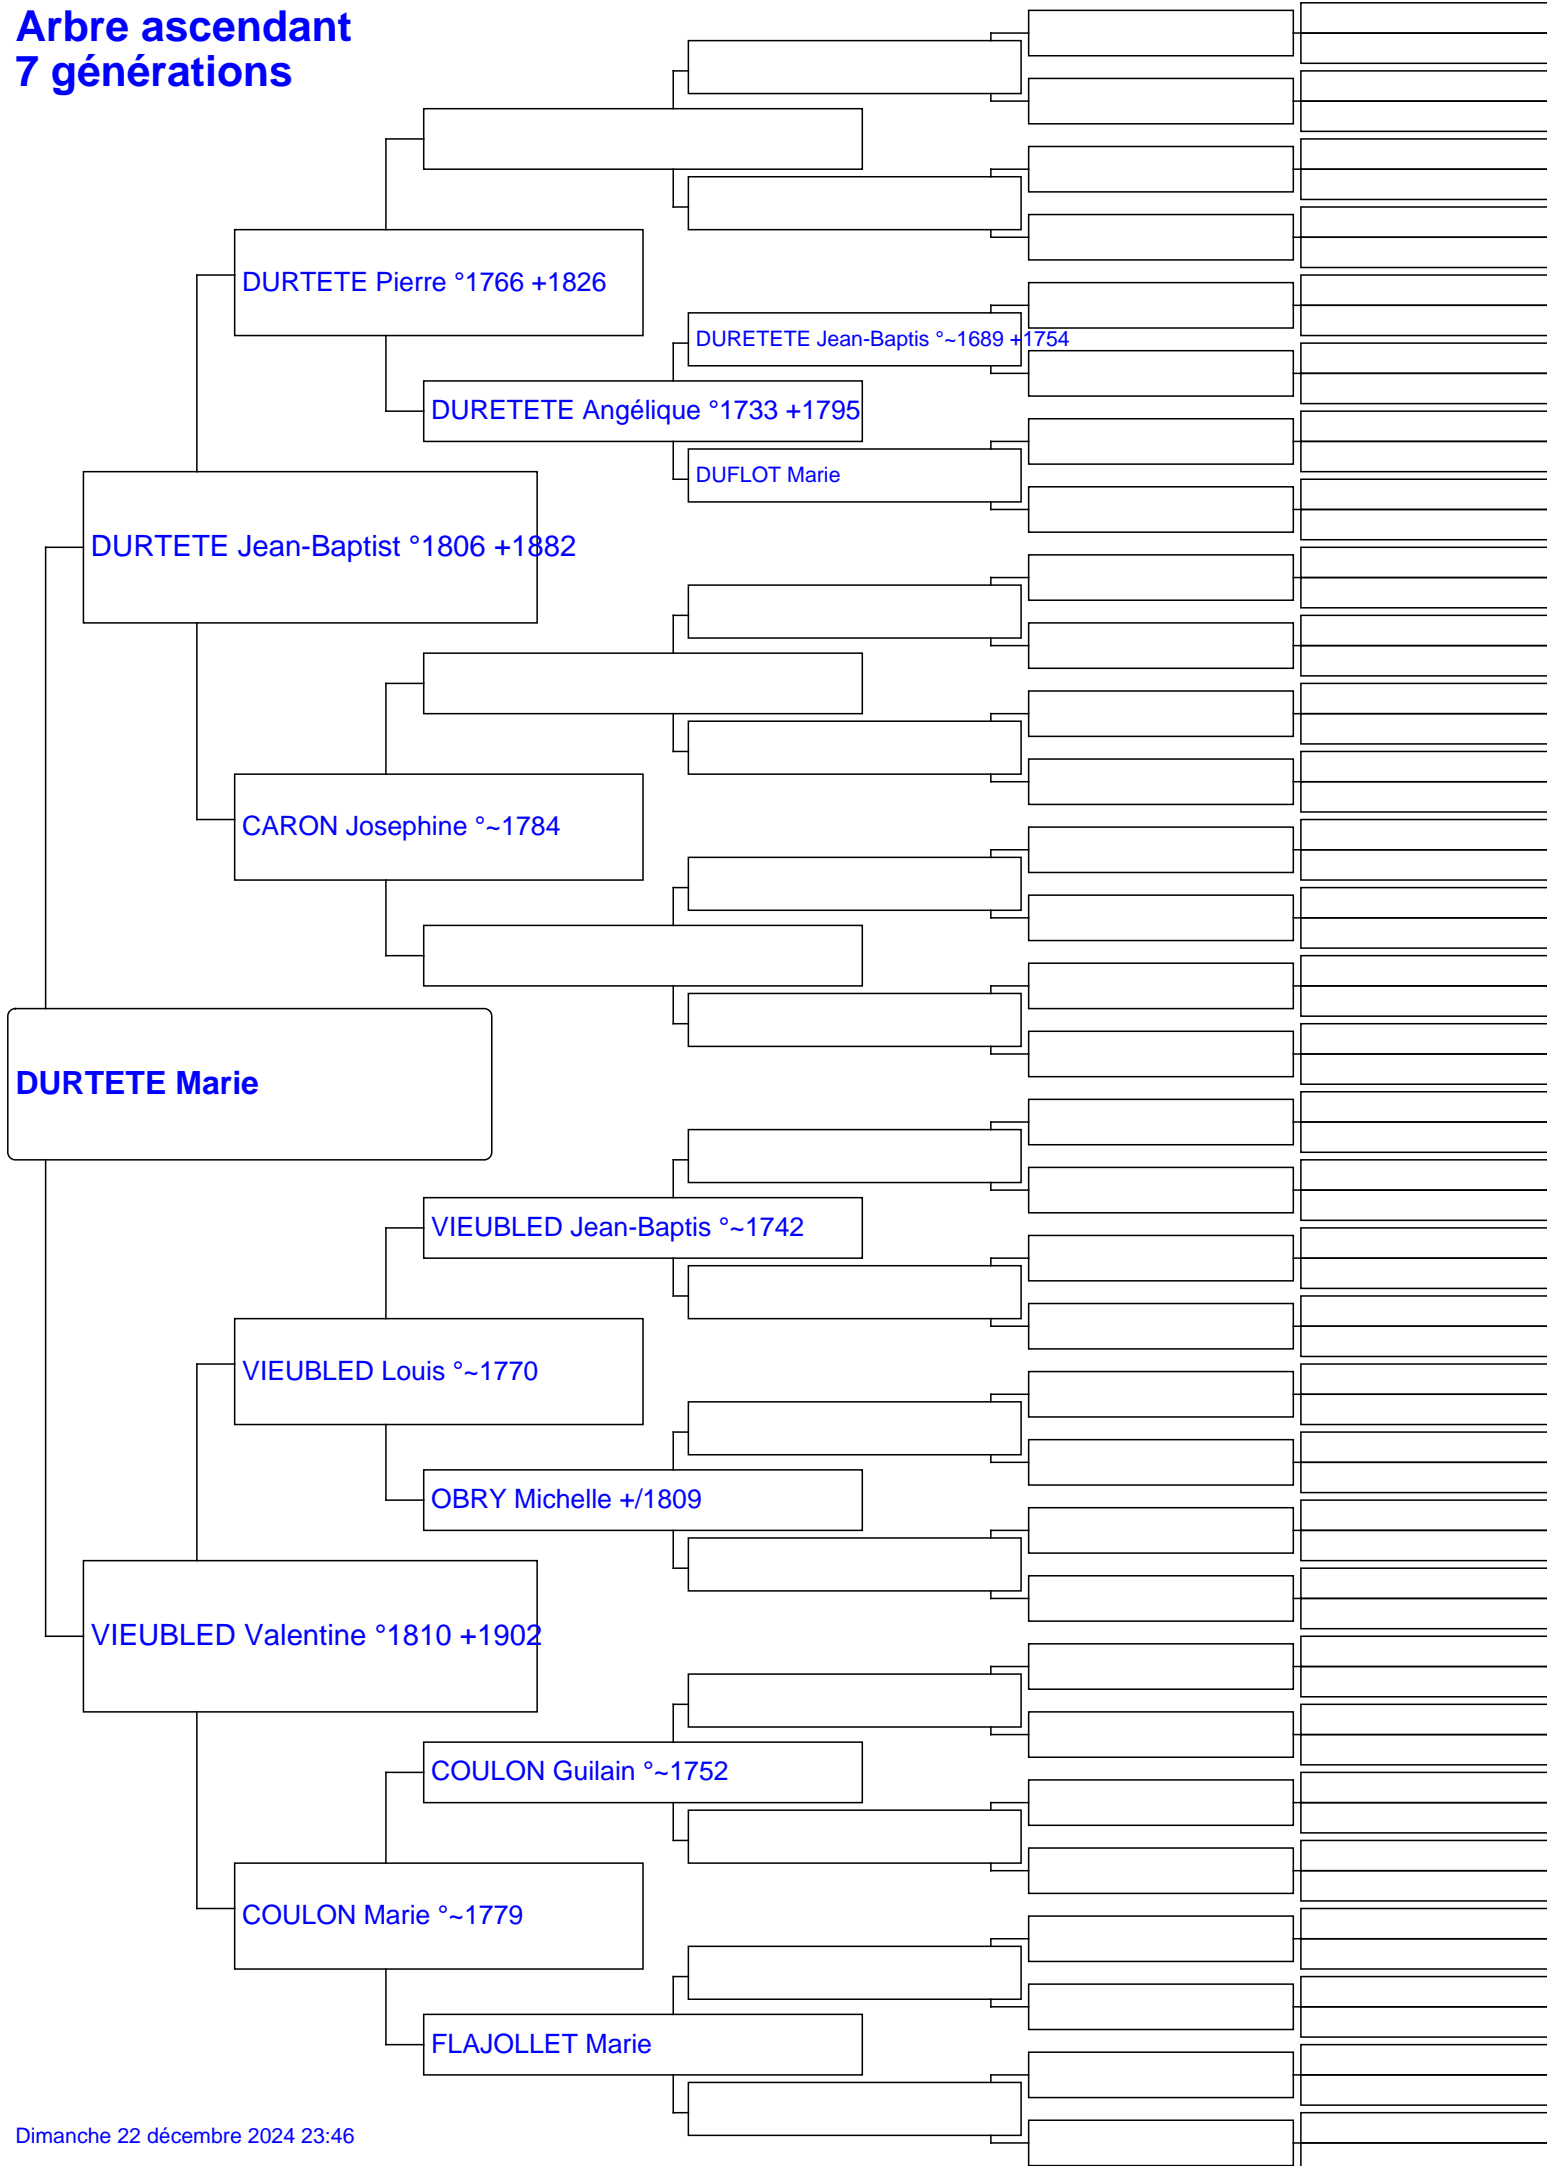 Arbre ascendant
7 générations
DURTETE Pierre °1766 +1826
DURETETE Jean-Baptis °~1689 +1754
DURETETE Angélique °1733 +1795
DUFLOT Marie
DURTETE Jean-Baptist °1806 +1882
CARON Josephine °~1784
DURTETE Marie
VIEUBLED Jean-Baptis °~1742
VIEUBLED Louis °~1770
OBRY Michelle +/1809
VIEUBLED Valentine °1810 +1902
COULON Guilain °~1752
COULON Marie °~1779
FLAJOLLET Marie
Dimanche 22 décembre 2024 23:46